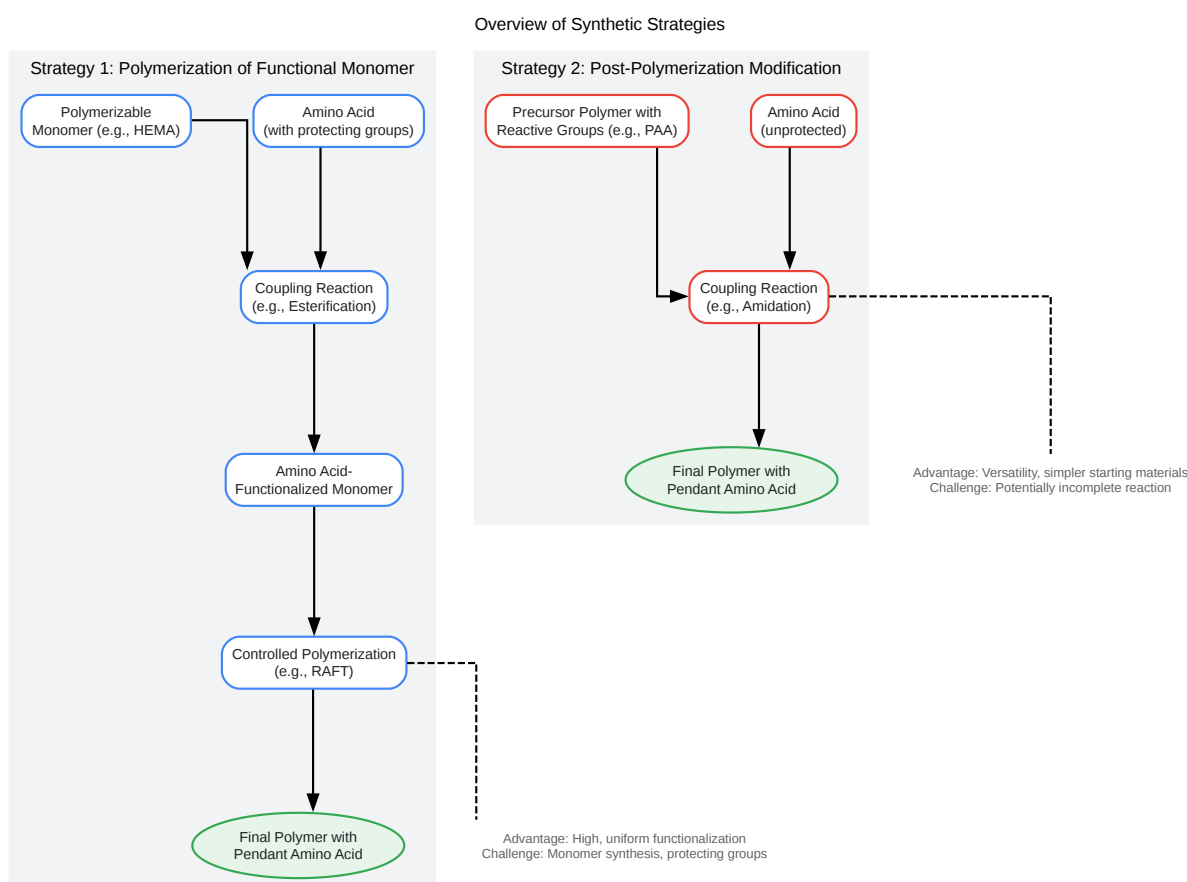 Overview of Synthetic Strategies
Strategy 1: Polymerization of Functional Monomer
Polymerizable
Monomer (e.g., HEMA)
Amino Acid
(with protecting groups)
Coupling Reaction
(e.g., Esterification)
Amino Acid-
Functionalized Monomer
Controlled Polymerization
(e.g., RAFT)
Final Polymer with
Pendant Amino Acid
Advantage: High, uniform functionalization
Challenge: Monomer synthesis, protecting groups
Strategy 2: Post-Polymerization Modification
Precursor Polymer with
Reactive Groups (e.g., PAA)
Amino Acid
(unprotected)
Coupling Reaction
(e.g., Amidation)
Final Polymer with
Pendant Amino Acid
Advantage: Versatility, simpler starting materials
Challenge: Potentially incomplete reaction